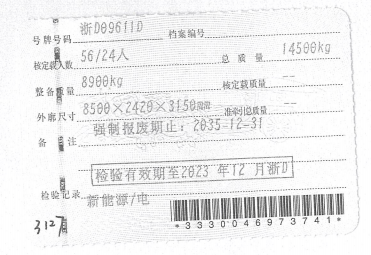 号牌号码 浙D09611D 档案编号
核定载人数 56/24人 总质量 14500kg
整备质量 8900kg 核定载质量 --
外廓尺寸 8500×2420×3150mm 准牵引总质量 --
强制报废期止：2035-12-31
备注
检验有效期至2023 年12 月浙D
检验记录 新能源/电
*3330046973741*
3127